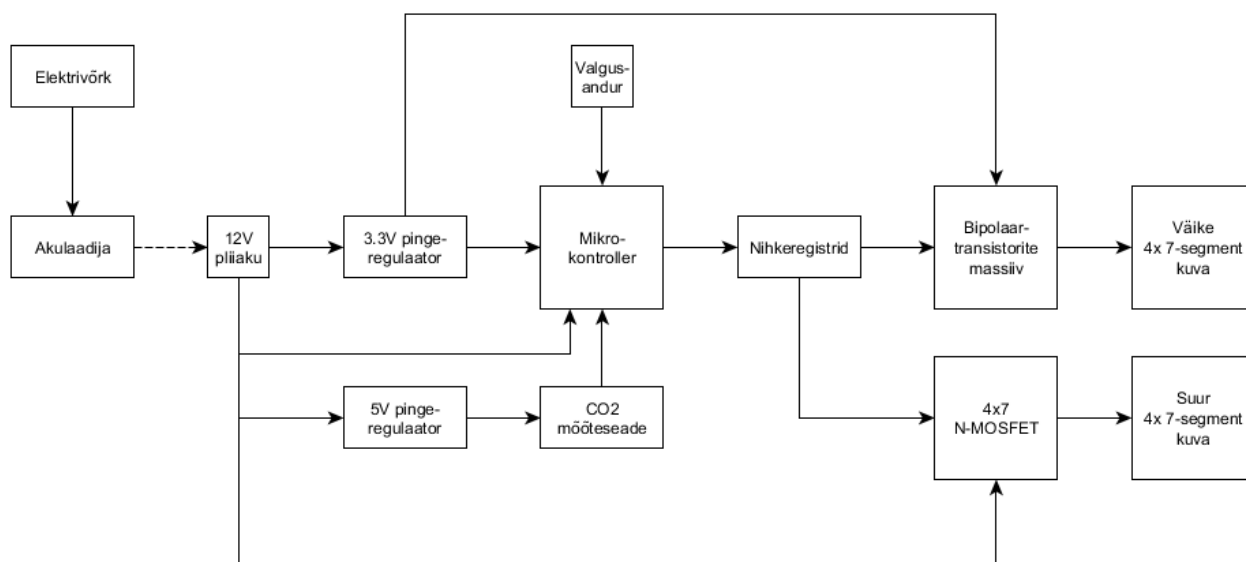 Elektrivõrk
Valgus-
andur
Akulaadija
12V
pliiaku
3.3V pinge-
regulaator
Mikro-
kontroller
Nihkeregistrid
Bipolaar-
transistorite
massiiv
Väike
4x 7-segment
kuva
5V pinge-
regulaator
CO2
mõõteseade
4x7
N-MOSFET
Suur
4x 7-segment
kuva